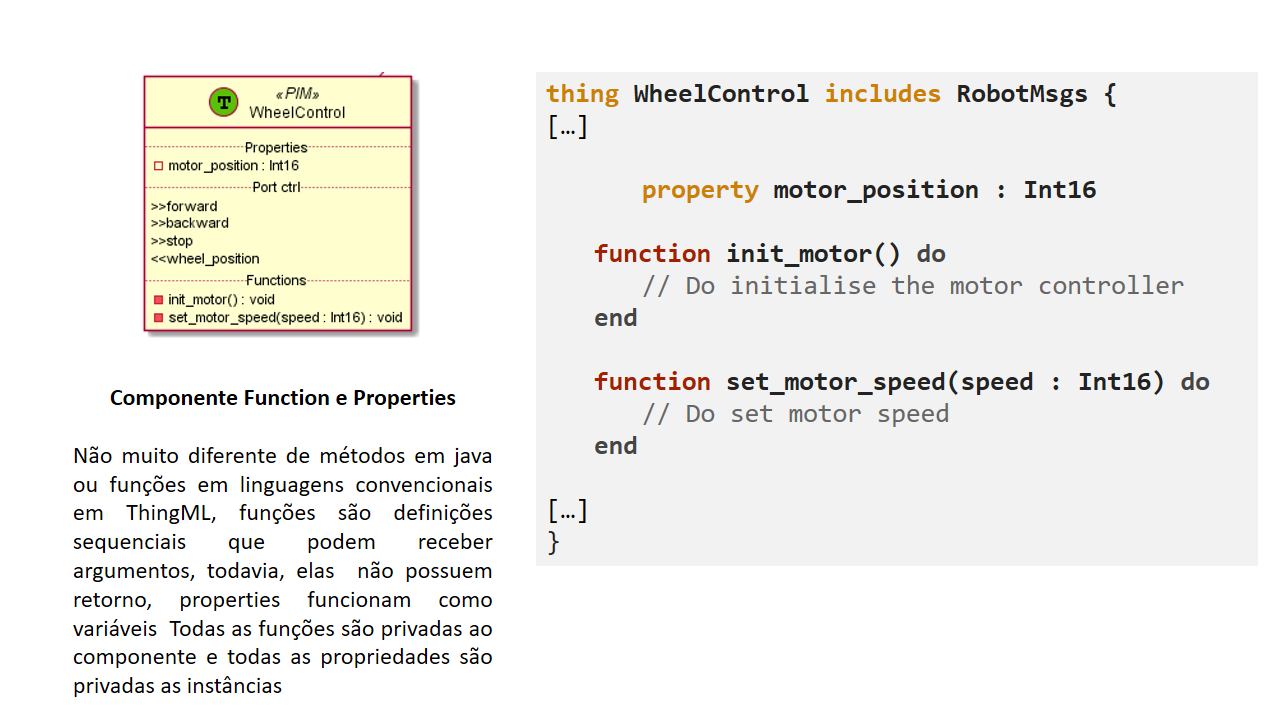 «PIM»
T
WheelControl
Properties
motor_position : Int16
Port ctrl
>>forward
>>backward
>>stop
<<wheel_position
Functions
init_motor() : void
set_motor_speed(speed : Int16) : void
Componente Function e Properties
Não muito diferente de métodos em java
ou funções em linguagens convencionais
em ThingML, funções são definições
sequenciais que podem receber
argumentos, todavia, elas não possuem
retorno, properties funcionam como
variáveis Todas as funções são privadas ao
componente e todas as propriedades são
privadas as instâncias
thing WheelControl includes RobotMsgs {
[…]
property motor_position : Int16
function init_motor() do
// Do initialise the motor controller
end
function set_motor_speed(speed : Int16) do
// Do set motor speed
end
[…]
}